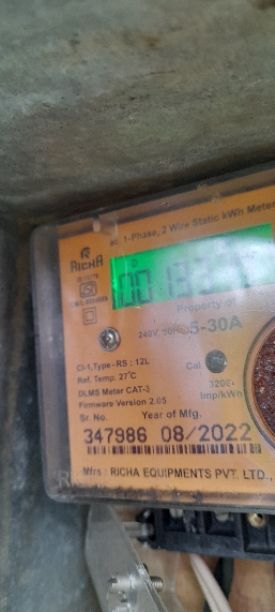 ac 1-Phase, 2 Wire Static kWh Meter
RICHA
Property of
240V 5-30A
Cl-1,Type-RS : 12L
Cal
Ref. Temp. 27°C
3200
DLMS Meter CAT-3
Imp/kWh
Firmware Version 2.05
Sr. No. Year of Mfg.
347986 08/2022
Mfrs : RICHA EQUIPMENTS PVT. LTD.,